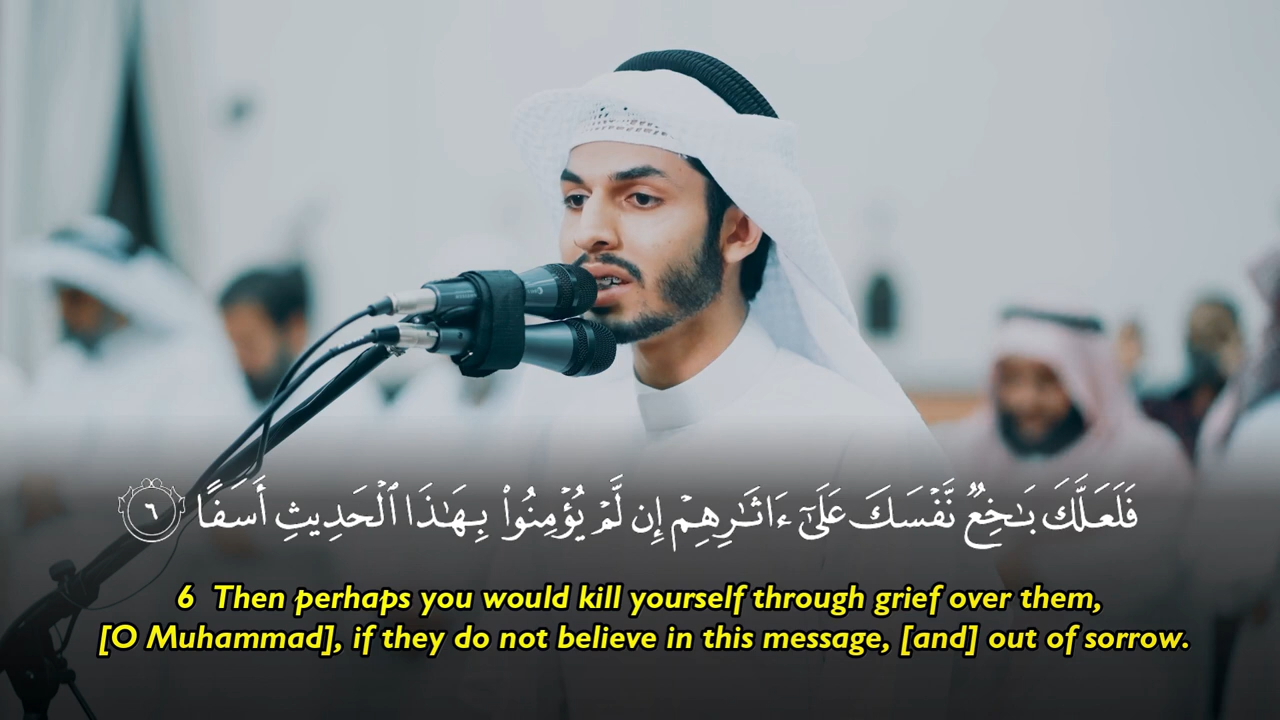 فَلَعَلَّكَ بَـٰخِعٌ نَّفْسَكَ عَلَىٰٓ ءَاثَـٰرِهِمْ إِن لَّمْ يُؤْمِنُوا۟ بِهَـٰذَا ٱلْحَدِيثِ أَسَفًا ٦
6 Then perhaps you would kill yourself through grief over them,
[O Muhammad], if they do not believe in this message, [and] out of sorrow.